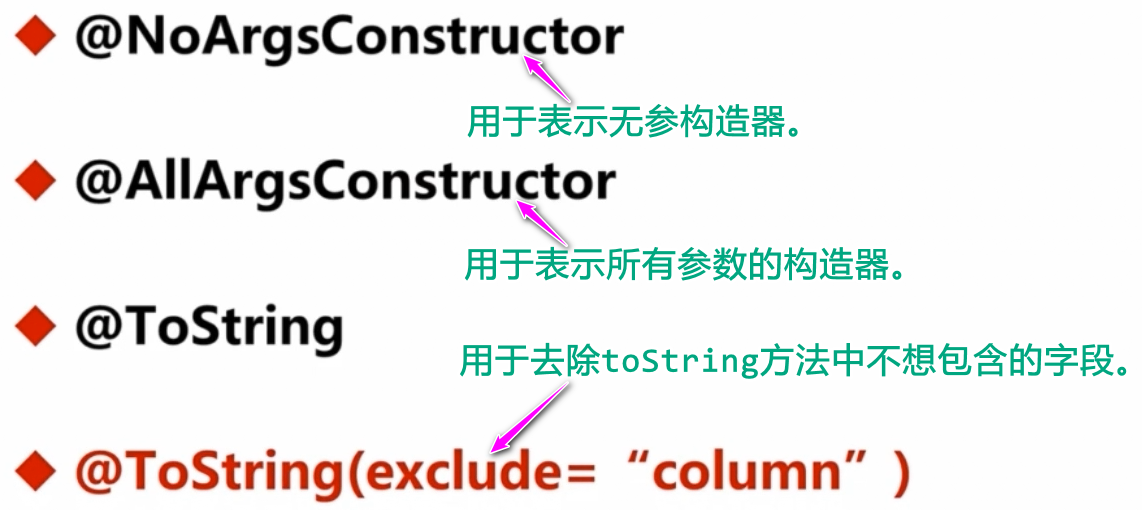 @NoArgsConstructor
用于表示无参构造器。
@AllArgsConstructor
用于表示所有参数的构造器。
@ToString
用于去除toString方法中不想包含的字段。
@ToString(exclude= “column” )